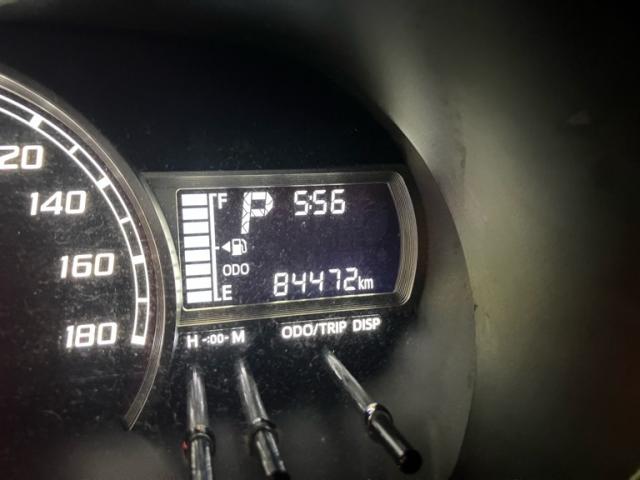 20
140
160
180
F
P 5:56
ODO
84472km
E
H -:00- M ODO/TRIP DISP